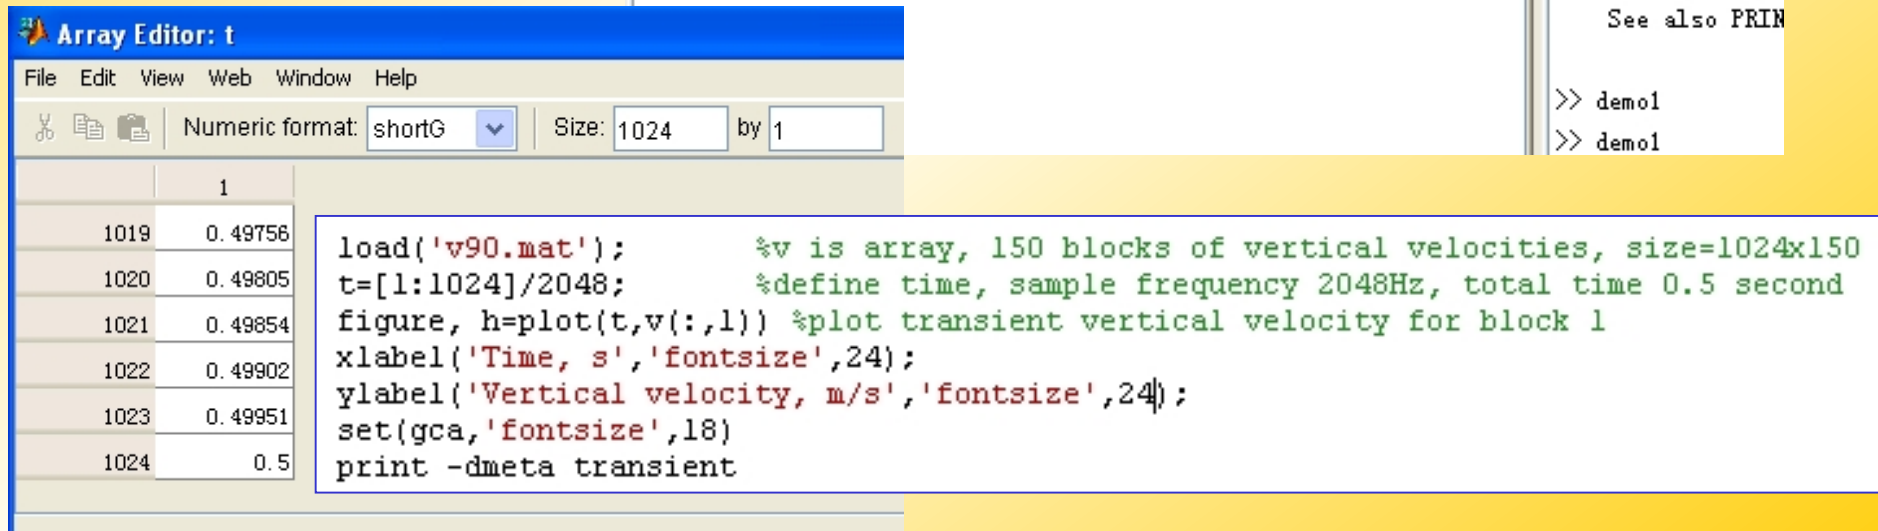 Array Editor: t
File Edit View Web Window Help
Numeric format: shortG Size: 1024 by 1
1
1019 0.49756
1020 0.49805
1021 0.49854
1022 0.49902
1023 0.49951
1024 0.5
See also PRIN
>> demo1
>> demo1
load('v90.mat'); %v is array, 150 blocks of vertical velocities, size=1024x150
t=[1:1024]/2048; %define time, sample frequency 2048Hz, total time 0.5 second
figure, h=plot(t,v(:,1)) %plot transient vertical velocity for block 1
xlabel('Time, s','fontsize',24);
ylabel('Vertical velocity, m/s','fontsize',24);
set(gca,'fontsize',18)
print -dmeta transient